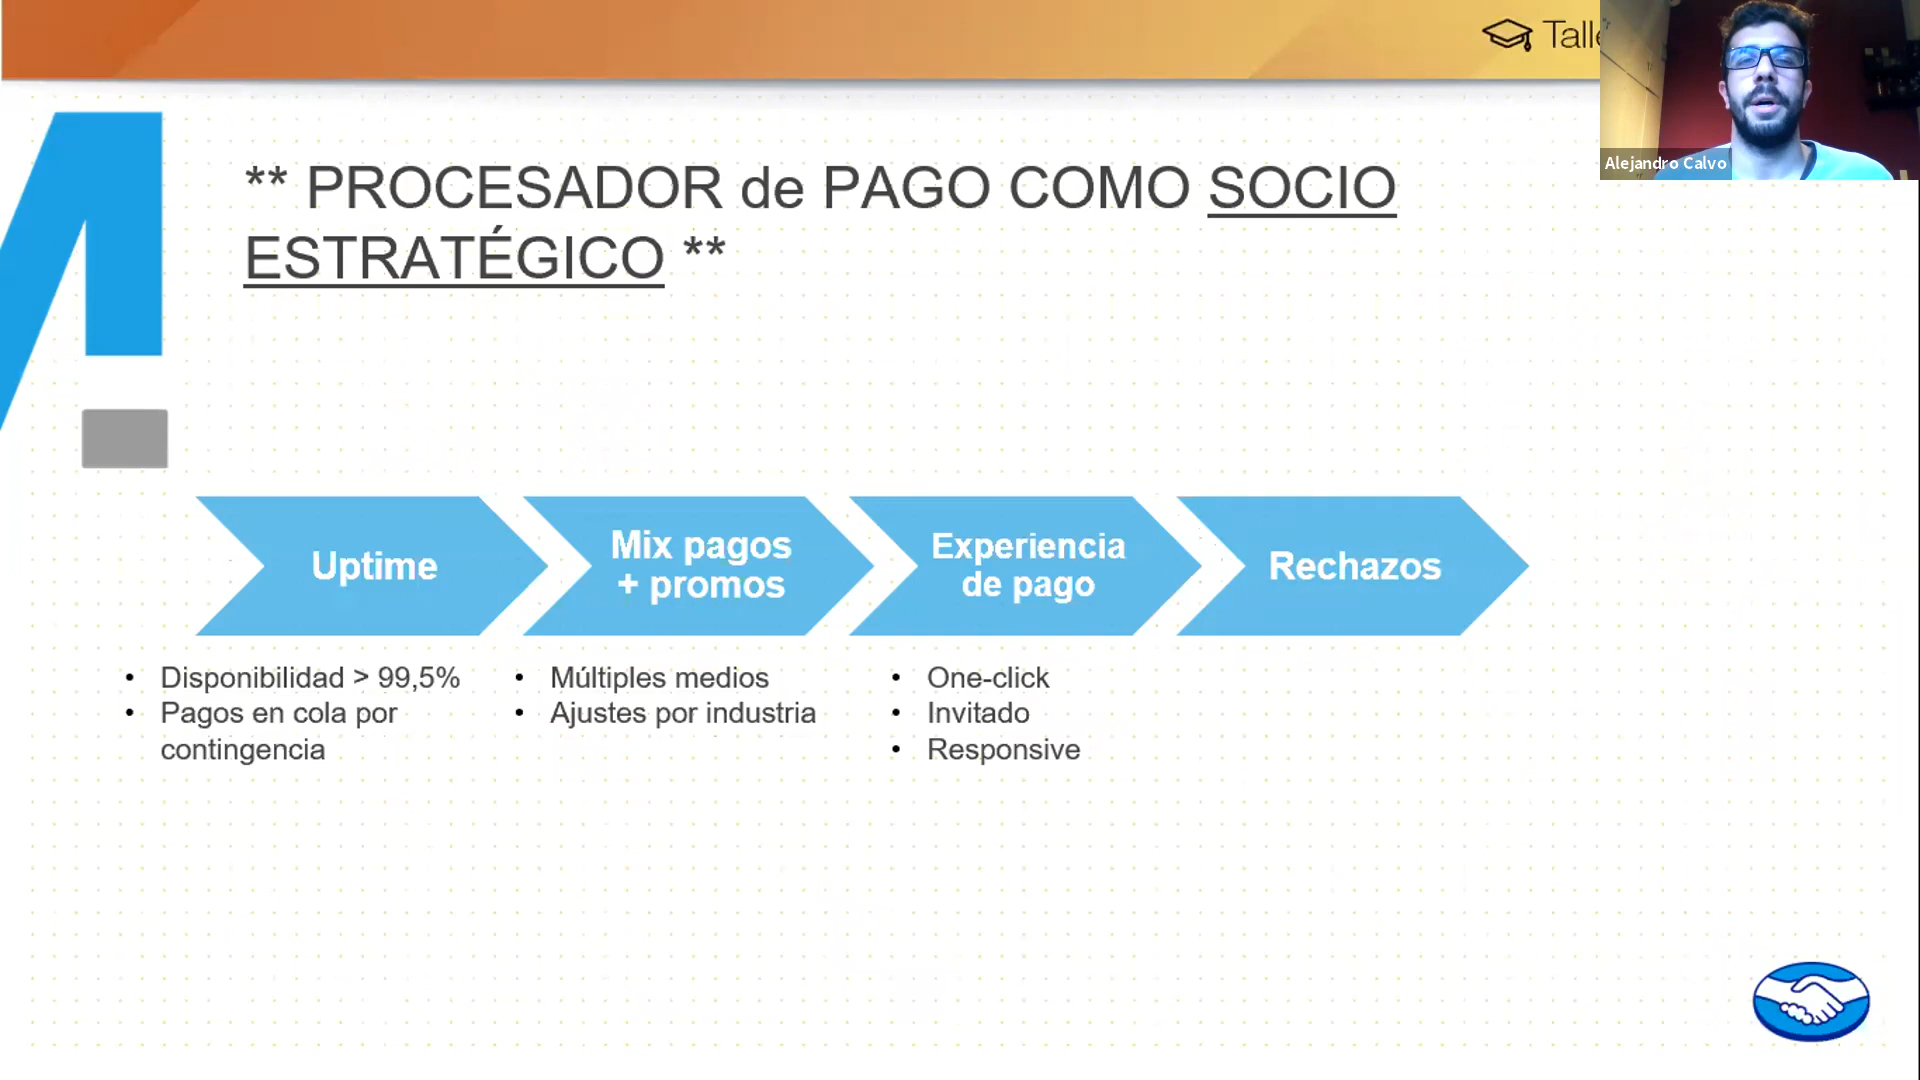 Alejandro Calvo
** PROCESADOR de PAGO COMO SOCIO
ESTRATÉGICO **
Uptime
Mix pagos
+ promos
Experiencia
de pago
Rechazos
• Disponibilidad > 99,5%
• Pagos en cola por
contingencia
• Múltiples medios
• Ajustes por industria
• One-click
• Invitado
• Responsive